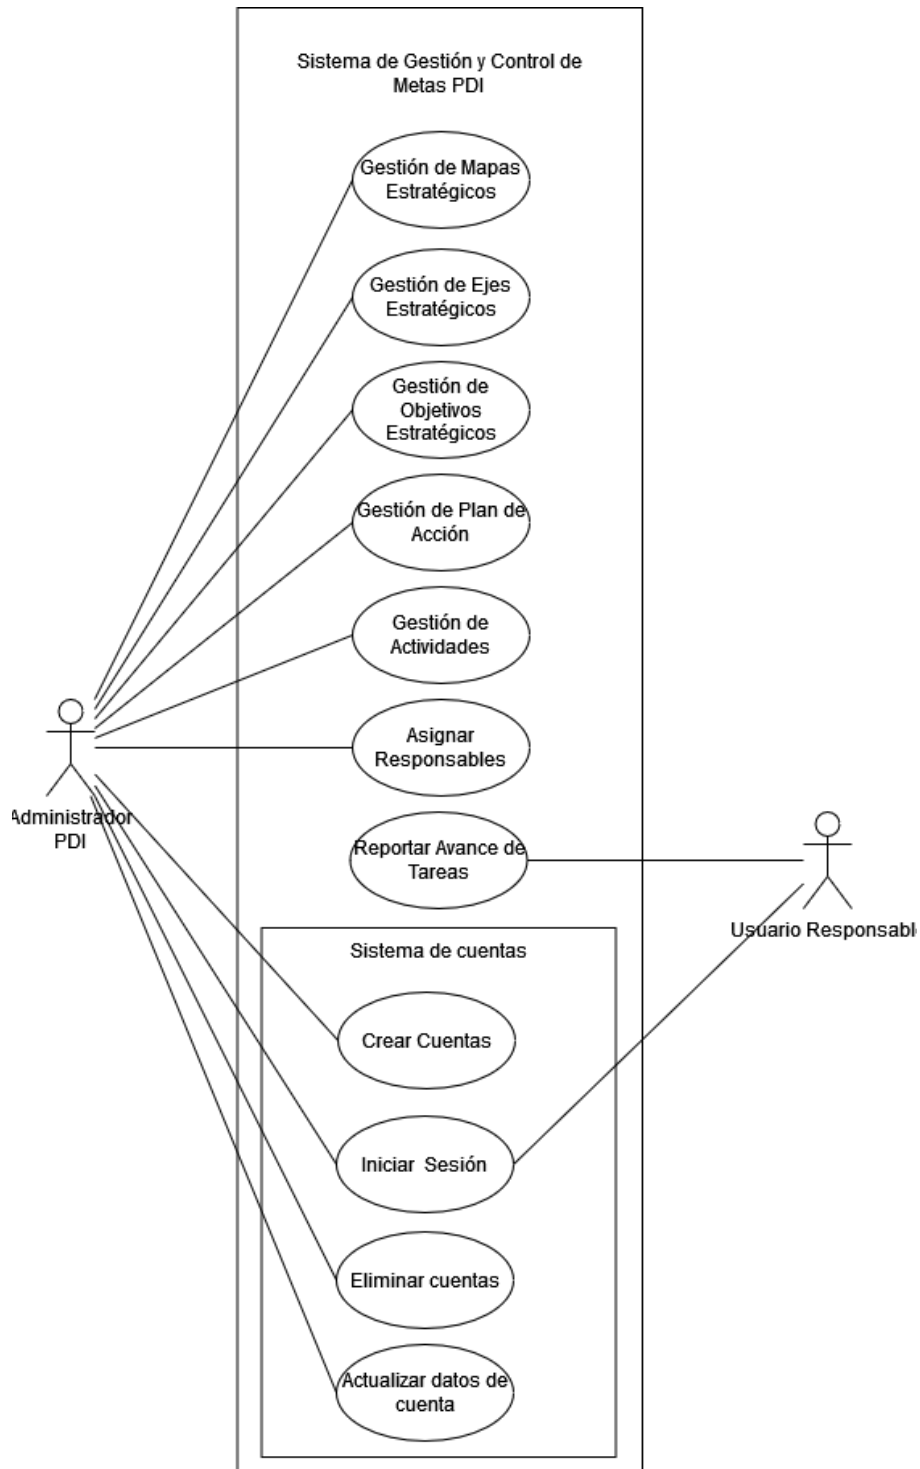 Sistema de Gestión y Control de
Metas PDI
Gestión de Mapas
Estratégicos
Gestión de Ejes
Estratégicos
Gestión de
Objetivos
Estratégicos
Gestión de Plan de
Acción
Gestión de
Actividades
Asignar
Responsables
Administrador
PDI
Reportar Avance de
Tareas
Usuario Responsabl
Sistema de cuentas
Crear Cuentas
Iniciar Sesión
Eliminar cuentas
Actualizar datos de
cuenta